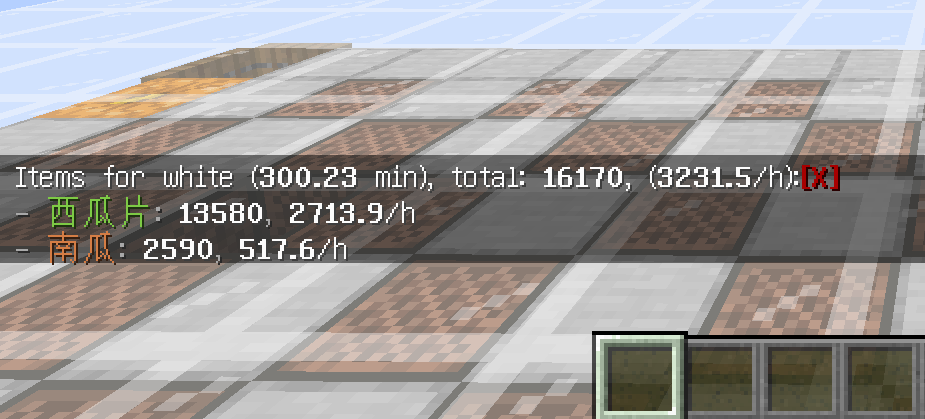 Items for white (300.23 min), total: 16170, (3231.5/h):[X]
- 西瓜片: 13580, 2713.9/h
- 南瓜: 2590, 517.6/h